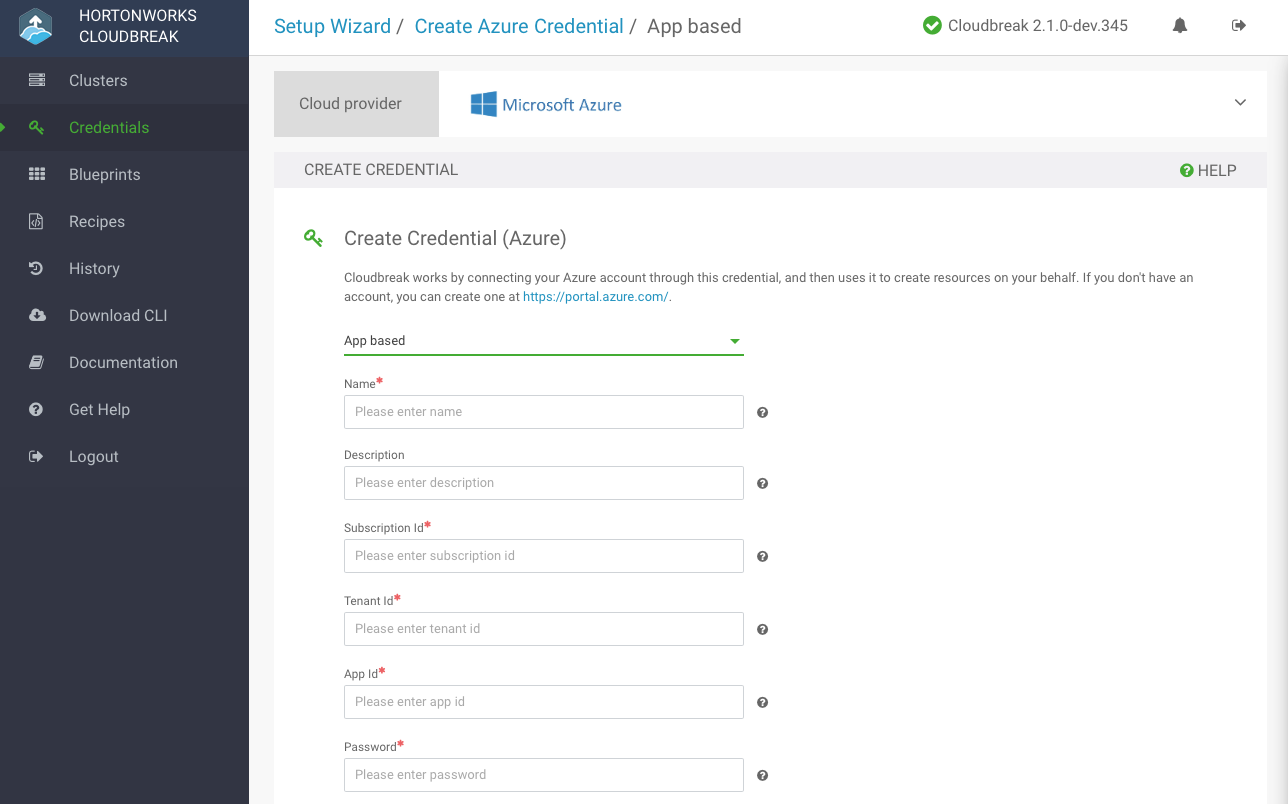 HORTONWORKS
CLOUDBREAK
Clusters
Credentials
Blueprints
Recipes
History
Download CLI
Documentation
Get Help
Logout
Setup Wizard / Create Azure Credential / App based
Cloudbreak 2.1.0-dev.345
Cloud provider
Microsoft Azure
CREATE CREDENTIAL
HELP
Create Credential (Azure)
Cloudbreak works by connecting your Azure account through this credential, and then uses it to create resources on your behalf. If you don't have an
account, you can create one at https://portal.azure.com/.
App based
Name*
Please enter name
Description
Please enter description
Subscription Id*
Please enter subscription id
Tenant Id*
Please enter tenant id
App Id*
Please enter app id
Password*
Please enter password